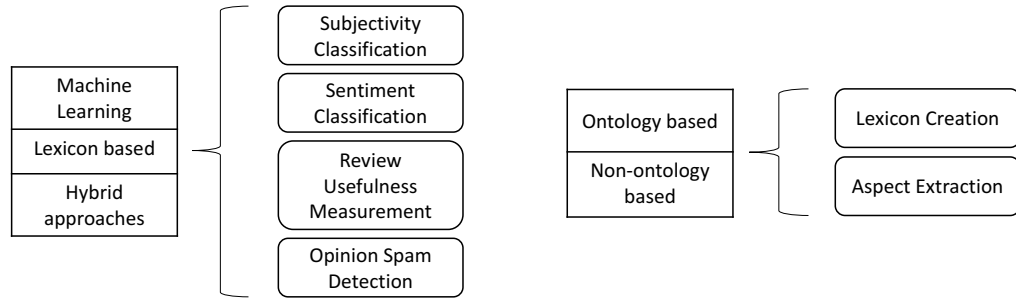 Machine
Learning
Lexicon based
Hybrid
approaches
Subjectivity
Classification
Sentiment
Classification
Review
Usefulness
Measurement
Opinion Spam
Detection
Ontology based
Non-ontology
based
Lexicon Creation
Aspect Extraction